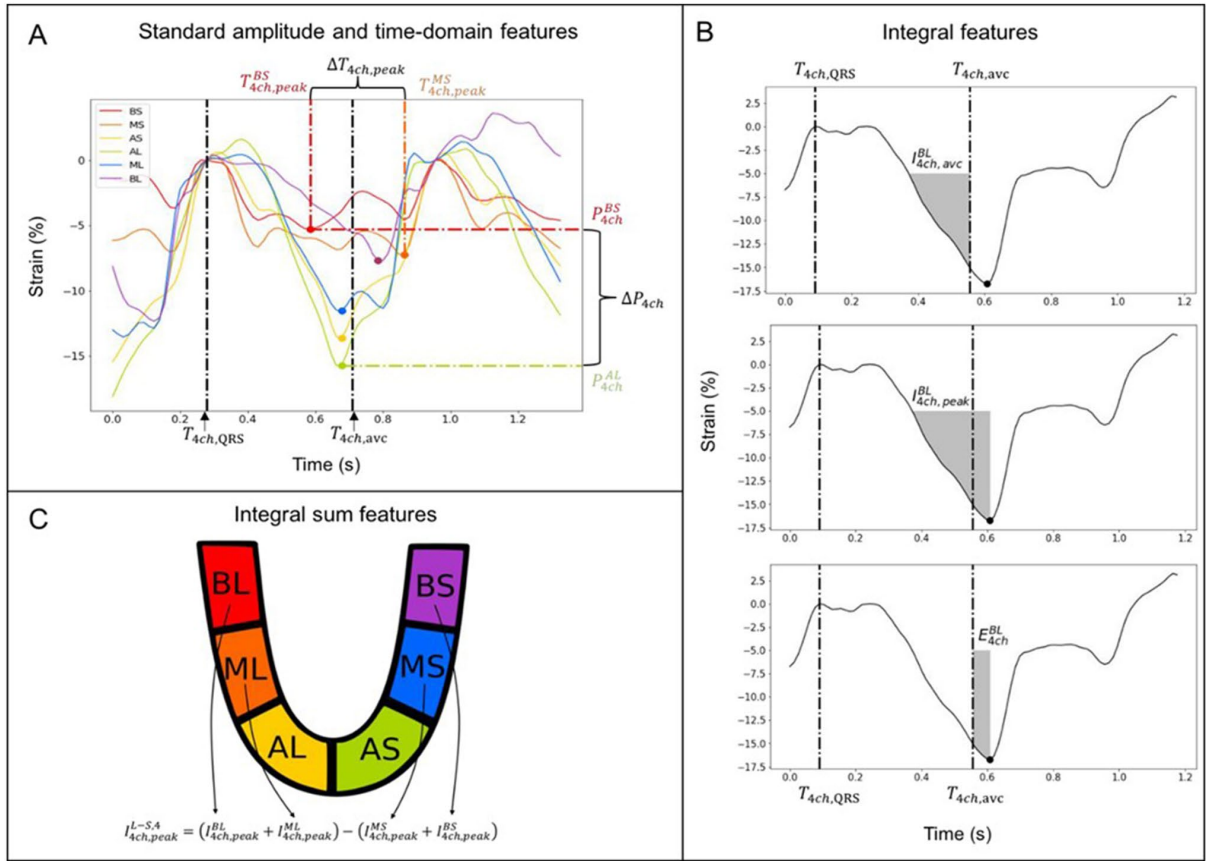 A
Standard amplitude and time-domain features
ΔT4ch,peak
T^BS_4ch,peak
T^MS_4ch,peak
BS
MS
AS
AL
ML
BL
0
−5
−10
−15
Strain (%)
P^BS_4ch
ΔP4ch
P^AL_4ch
0.0 0.2 0.4 0.6 0.8 1.0 1.2
T4ch,QRS
T4ch,avc
Time (s)
B
Integral features
T4ch,QRS
T4ch,avc
2.5
0.0
−2.5
−5.0
−7.5
−10.0
−12.5
−15.0
−17.5
I^BL_4ch, avc
0.0 0.2 0.4 0.6 0.8 1.0 1.2
2.5
0.0
−2.5
−5.0
−7.5
−10.0
−12.5
−15.0
−17.5
I^BL_4ch, peak
Strain (%)
0.0 0.2 0.4 0.6 0.8 1.0 1.2
2.5
0.0
−2.5
−5.0
−7.5
−10.0
−12.5
−15.0
−17.5
E^BL_4ch
0.0 0.2 0.4 0.6 0.8 1.0 1.2
T4ch,QRS
T4ch,avc
Time (s)
C
Integral sum features
BL
BS
ML
MS
AL
AS
I^L−S,4_4ch,peak = (I^BL_4ch,peak + I^ML_4ch,peak) − (I^MS_4ch,peak + I^BS_4ch,peak)